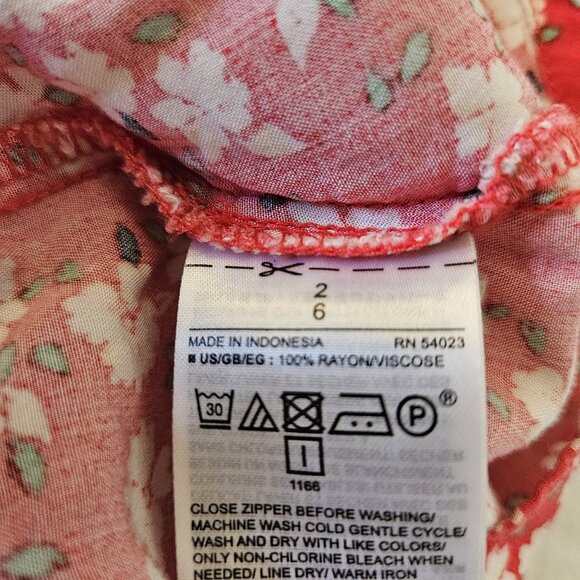 2
6
MADE IN INDONESIA RN 54023
US/GB/EG : 100% RAYON/VISCOSE
30 P ®
1166
CLOSE ZIPPER BEFORE WASHING/
MACHINE WASH COLD GENTLE CYCLE/
WASH AND DRY WITH LIKE COLORS/
ONLY NON-CHLORINE BLEACH WHEN
NEEDED/ LINE DRY/ WARM IRON